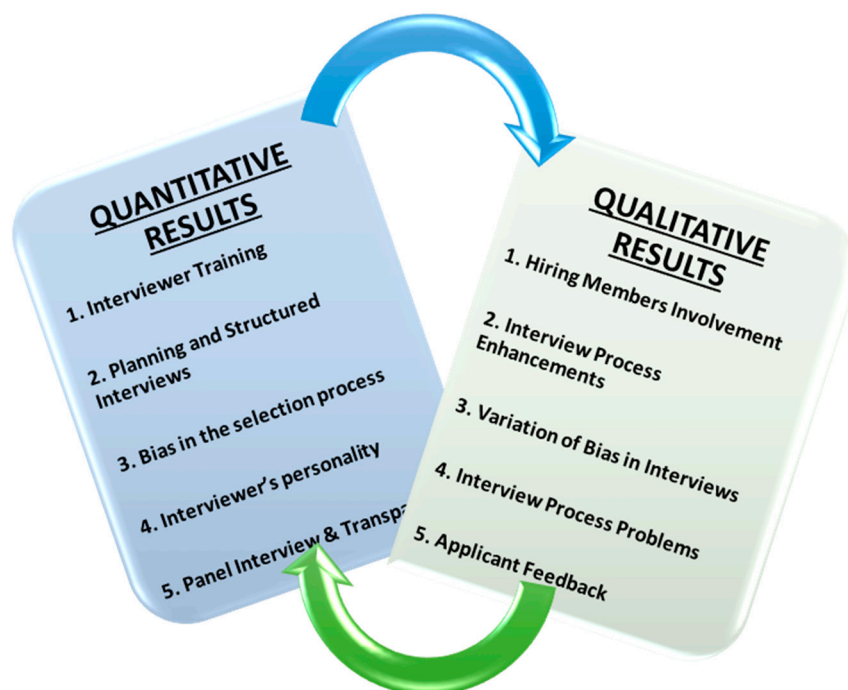 QUANTITATIVE
RESULTS
1. Interviewer Training
2. Planning and Structured
Interviews
3. Bias in the selection process
4. Interviewer's personality
5. Panel Interview & Transpa
QUALITATIVE
RESULTS
1. Hiring Members Involvement
2. Interview Process
Enhancements
3. Variation of Bias in Interviews
4. Interview Process Problems
5. Applicant Feedback